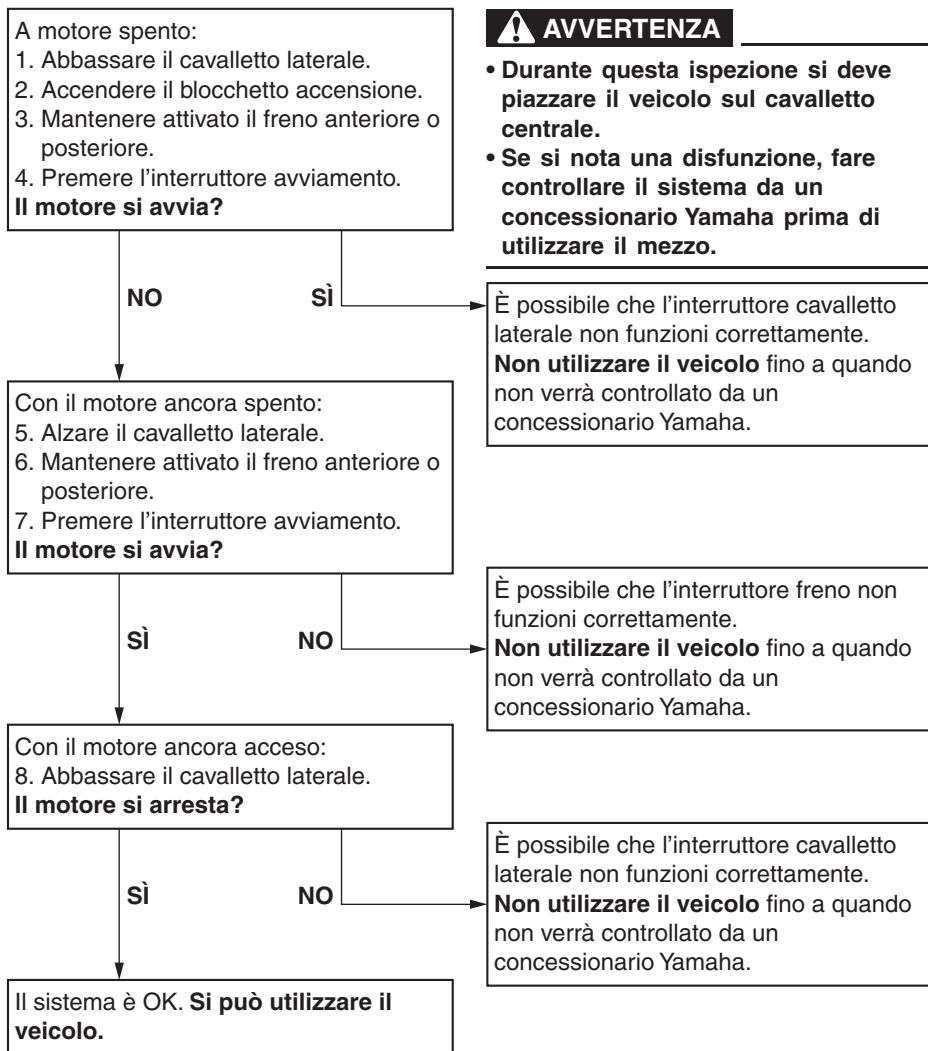 A motore spento:
1. Abbassare il cavalletto laterale.
2. Accendere il blocchetto accensione.
3. Mantenere attivato il freno anteriore o
posteriore.
4. Premere l’interruttore avviamento.
Il motore si avvia?
AVVERTENZA
• Durante questa ispezione si deve
piazzare il veicolo sul cavalletto
centrale.
• Se si nota una disfunzione, fare
controllare il sistema da un
concessionario Yamaha prima di
utilizzare il mezzo.
NO
SÌ
È possibile che l’interruttore cavalletto
laterale non funzioni correttamente.
Non utilizzare il veicolo fino a quando
non verrà controllato da un
concessionario Yamaha.
Con il motore ancora spento:
5. Alzare il cavalletto laterale.
6. Mantenere attivato il freno anteriore o
posteriore.
7. Premere l’interruttore avviamento.
Il motore si avvia?
SÌ
NO
È possibile che l’interruttore freno non
funzioni correttamente.
Non utilizzare il veicolo fino a quando
non verrà controllato da un
concessionario Yamaha.
Con il motore ancora acceso:
8. Abbassare il cavalletto laterale.
Il motore si arresta?
SÌ
NO
È possibile che l’interruttore cavalletto
laterale non funzioni correttamente.
Non utilizzare il veicolo fino a quando
non verrà controllato da un
concessionario Yamaha.
Il sistema è OK. Si può utilizzare il
veicolo.